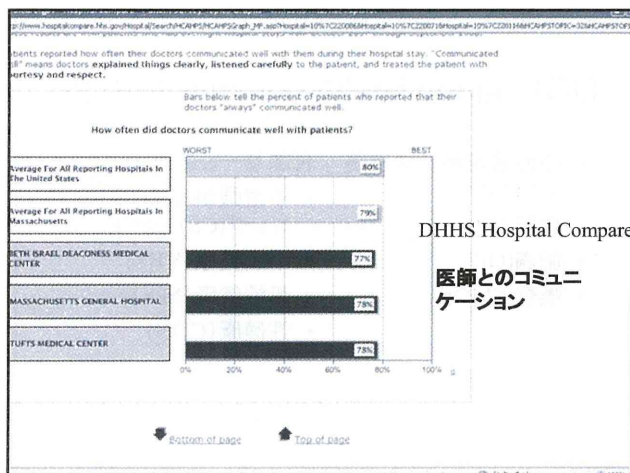 atients reported how often their doctors communicated well with them during their hospital stay. "Communicated
means doctors explained things clearly, listened carefully to the patient, and treated the patient with
ortesy and respect.
Bars below tell the percent of patients who reported that their
doctors "always" communicated well.
How often did doctors communicate well with patients?
WORST BEST
Average For All Reporting Hospitals In
The United States
80%
Average For All Reporting Hospitals In
Massachusetts
79%
DHHS Hospital Compare
BETH ISRAEL DEACONESS MEDICAL
CENTER
77%
医師とのコミュニ
ケーション
MASSACHUSETTS GENERAL HOSPITAL
78%
TUFTS MEDICAL CENTER
78%
0% 20% 40% 60% 80% 100%
Bottom of page Top of page